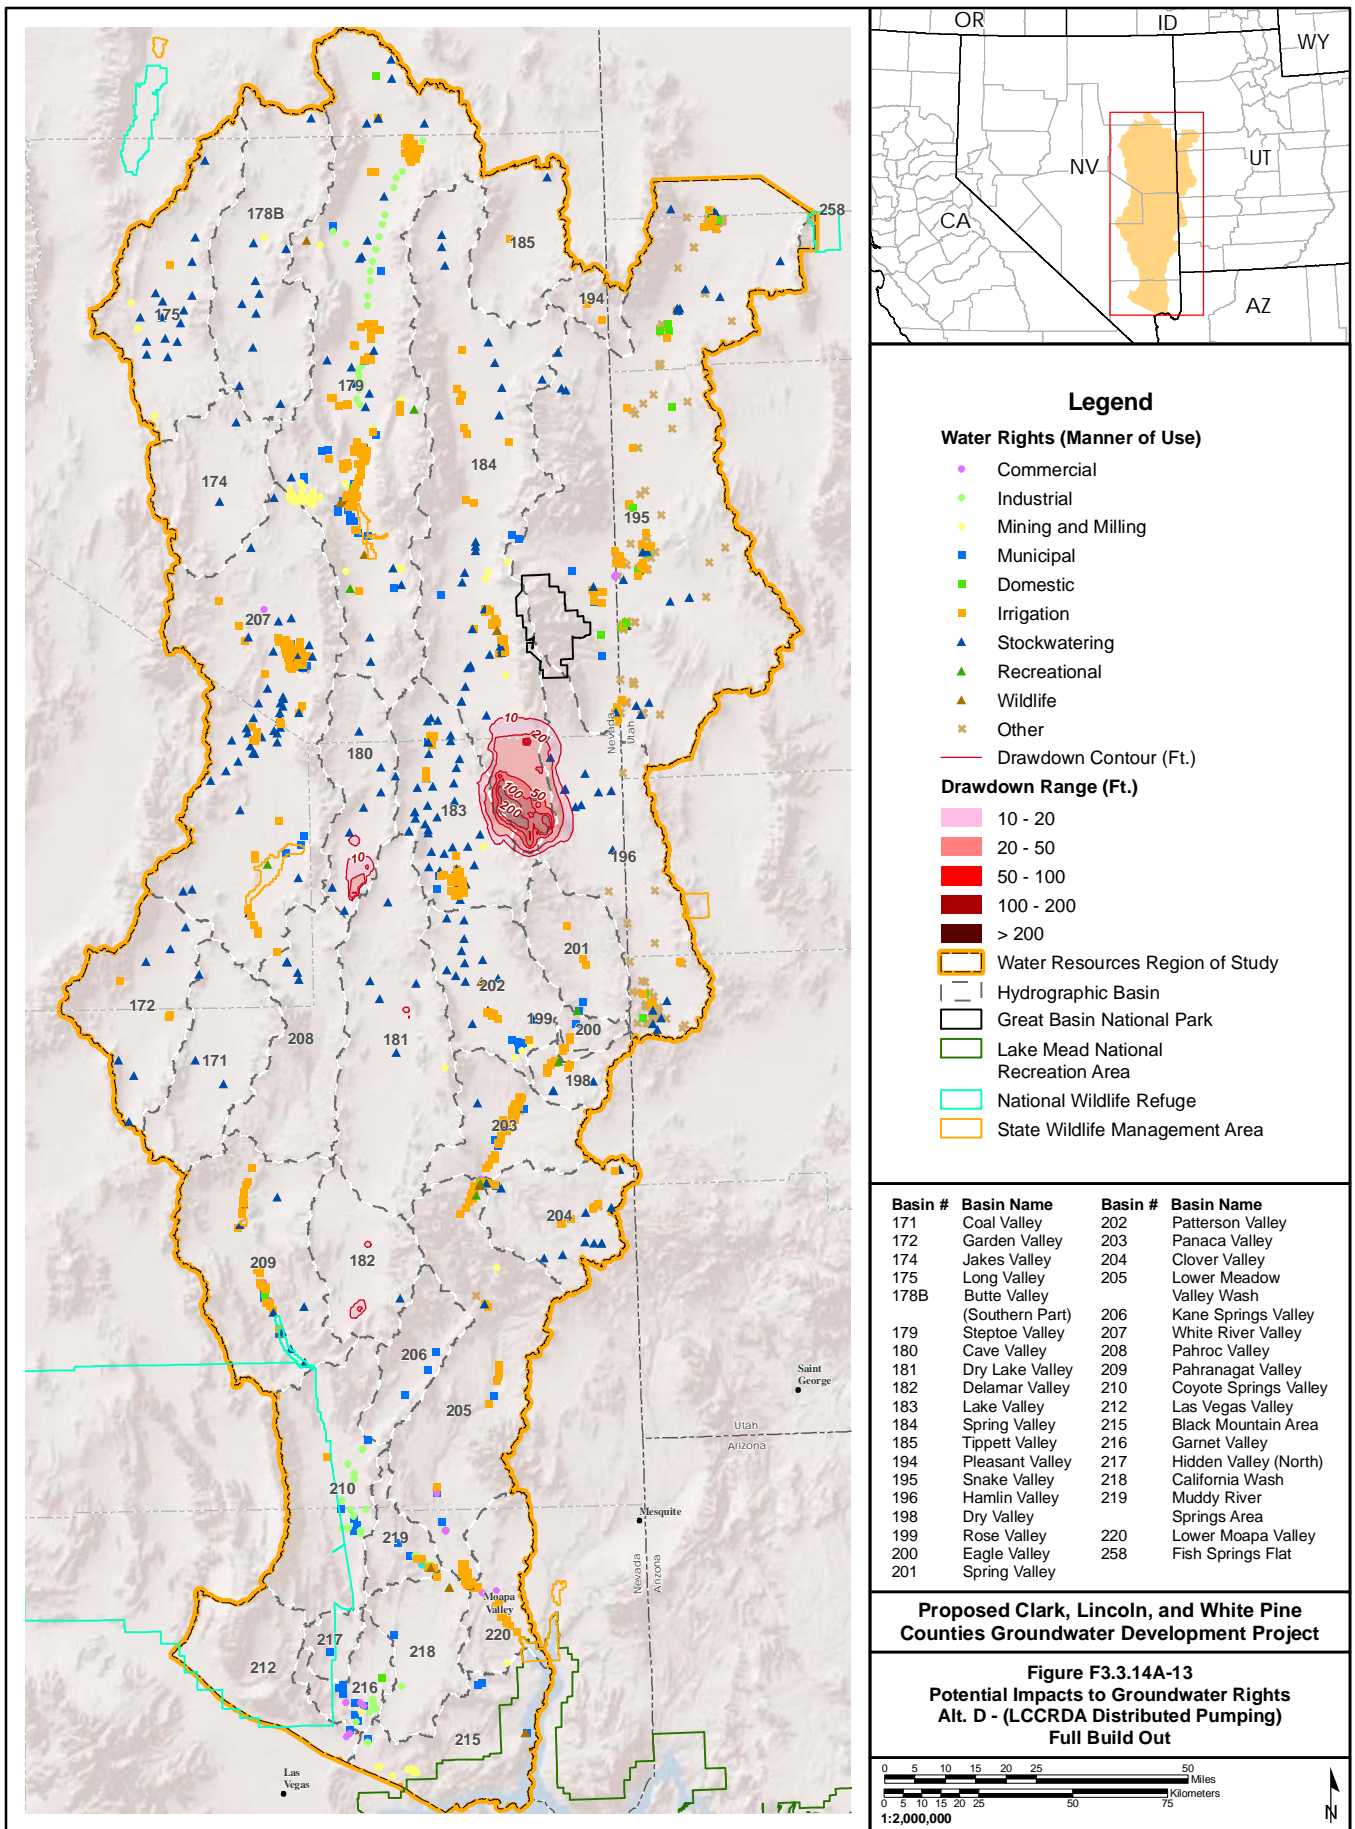 OR
ID
WY
NV
UT
CA
AZ
258
178B
185
194
175
179
174
184
195
207
10
20
180
100
50
200
183
10
196
201
172
202
199
200
208
181
171
198
203
204
209
182
206
205
Saint
George
Utah
Arizona
210
Mesquite
219
Moapa
Valley
220
217
218
212
216
215
Las
Vegas
Nevada
Utah
Nevada
Arizona
Legend
Water Rights (Manner of Use)
Commercial
Industrial
Mining and Milling
Municipal
Domestic
Irrigation
Stockwatering
Recreational
Wildlife
Other
Drawdown Contour (Ft.)
Drawdown Range (Ft.)
10 - 20
20 - 50
50 - 100
100 - 200
> 200
Water Resources Region of Study
Hydrographic Basin
Great Basin National Park
Lake Mead National
Recreation Area
National Wildlife Refuge
State Wildlife Management Area
Basin # Basin Name Basin # Basin Name
171 Coal Valley 202 Patterson Valley
172 Garden Valley 203 Panaca Valley
174 Jakes Valley 204 Clover Valley
175 Long Valley 205 Lower Meadow
178B Butte Valley Valley Wash
(Southern Part) 206 Kane Springs Valley
179 Steptoe Valley 207 White River Valley
180 Cave Valley 208 Pahroc Valley
181 Dry Lake Valley 209 Pahranagat Valley
182 Delamar Valley 210 Coyote Springs Valley
183 Lake Valley 212 Las Vegas Valley
184 Spring Valley 215 Black Mountain Area
185 Tippett Valley 216 Garnet Valley
194 Pleasant Valley 217 Hidden Valley (North)
195 Snake Valley 218 California Wash
196 Hamlin Valley 219 Muddy River
198 Dry Valley Springs Area
199 Rose Valley 220 Lower Moapa Valley
200 Eagle Valley 258 Fish Springs Flat
201 Spring Valley
Proposed Clark, Lincoln, and White Pine
Counties Groundwater Development Project
Figure F3.3.14A-13
Potential Impacts to Groundwater Rights
Alt. D - (LCCRDA Distributed Pumping)
Full Build Out
0 5 10 15 20 25 50
Miles
Kilometers
0 5 10 15 20 25 50 75
1:2,000,000
N